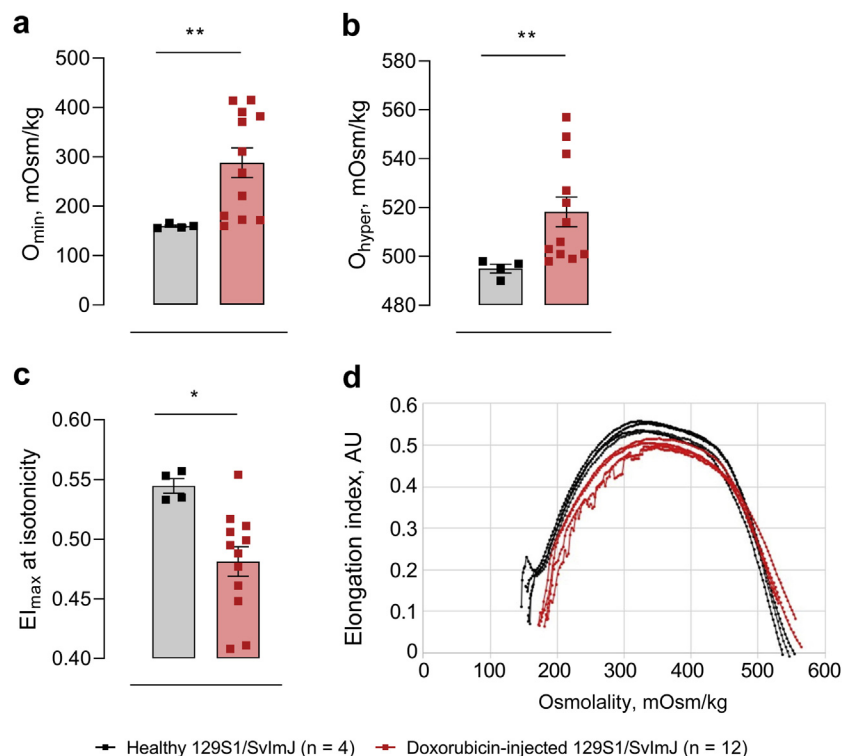 a
**
500
400
300
200
100
0
Omin, mOsm/kg
b
**
580
560
540
520
500
480
Ohyper, mOsm/kg
c
*
0.60
0.55
0.50
0.45
0.40
EImax at isotonicity
d
0.6
0.5
0.4
0.3
0.2
0.1
0
Elongation index, AU
0 100 200 300 400 500 600
Osmolality, mOsm/kg
Healthy 129S1/SvImJ (n = 4) Doxorubicin-injected 129S1/SvImJ (n = 12)